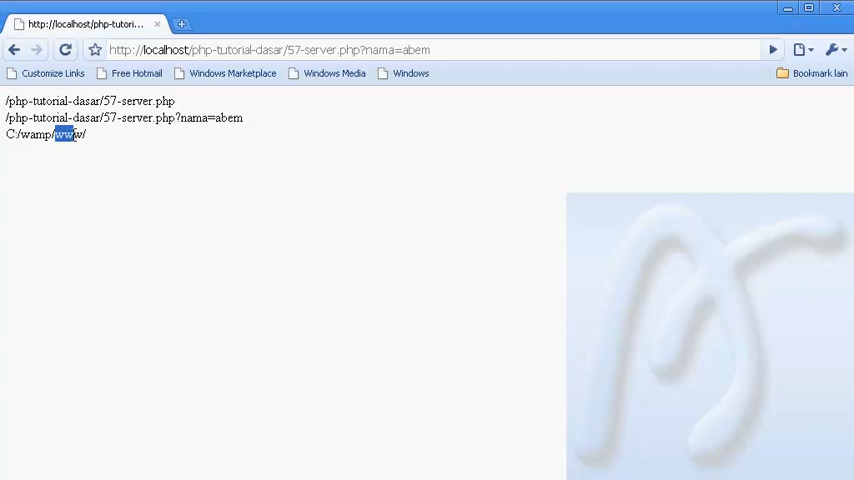 http://localhost/php-tutori...
http://localhost/php-tutorial-dasar/57-server.php?nama=abem
Customize Links Free Hotmail Windows Marketplace Windows Media Windows Bookmark lain
/php-tutorial-dasar/57-server.php
/php-tutorial-dasar/57-server.php?nama=abem
C:/wamp/www/